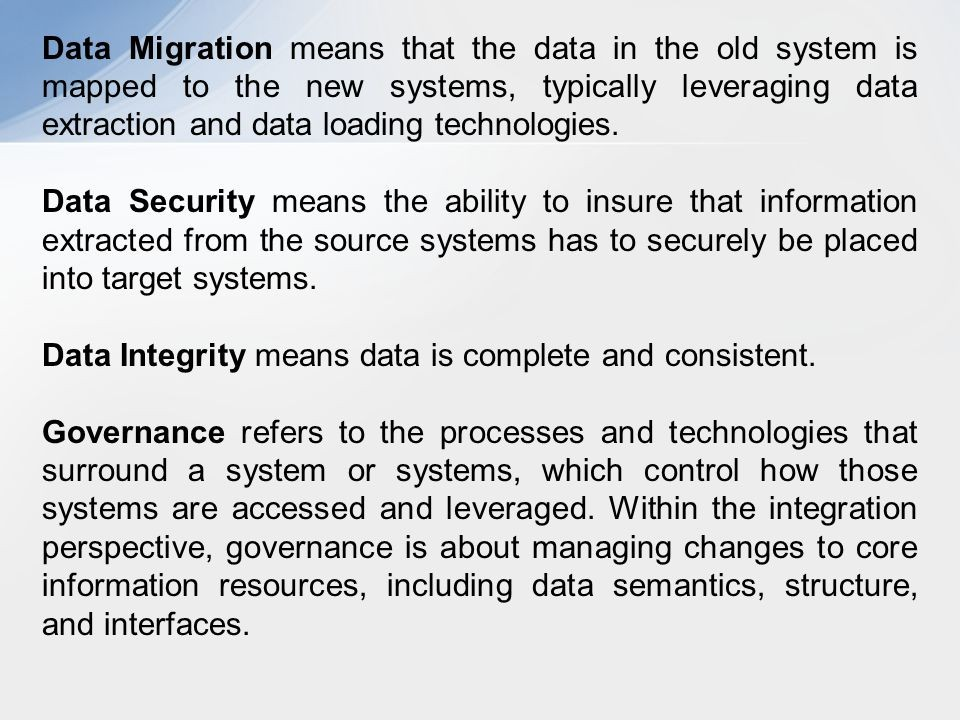 Data Migration means that the data in the old system is
mapped to the new systems, typically leveraging data
extraction and data loading technologies.
Data Security means the ability to insure that information
extracted from the source systems has to securely be placed
into target systems.
Data Integrity means data is complete and consistent.
Governance refers to the processes and technologies that
surround a system or systems, which control how those
systems are accessed and leveraged. Within the integration
perspective, governance is about managing changes to core
information resources, including data semantics, structure,
and interfaces.